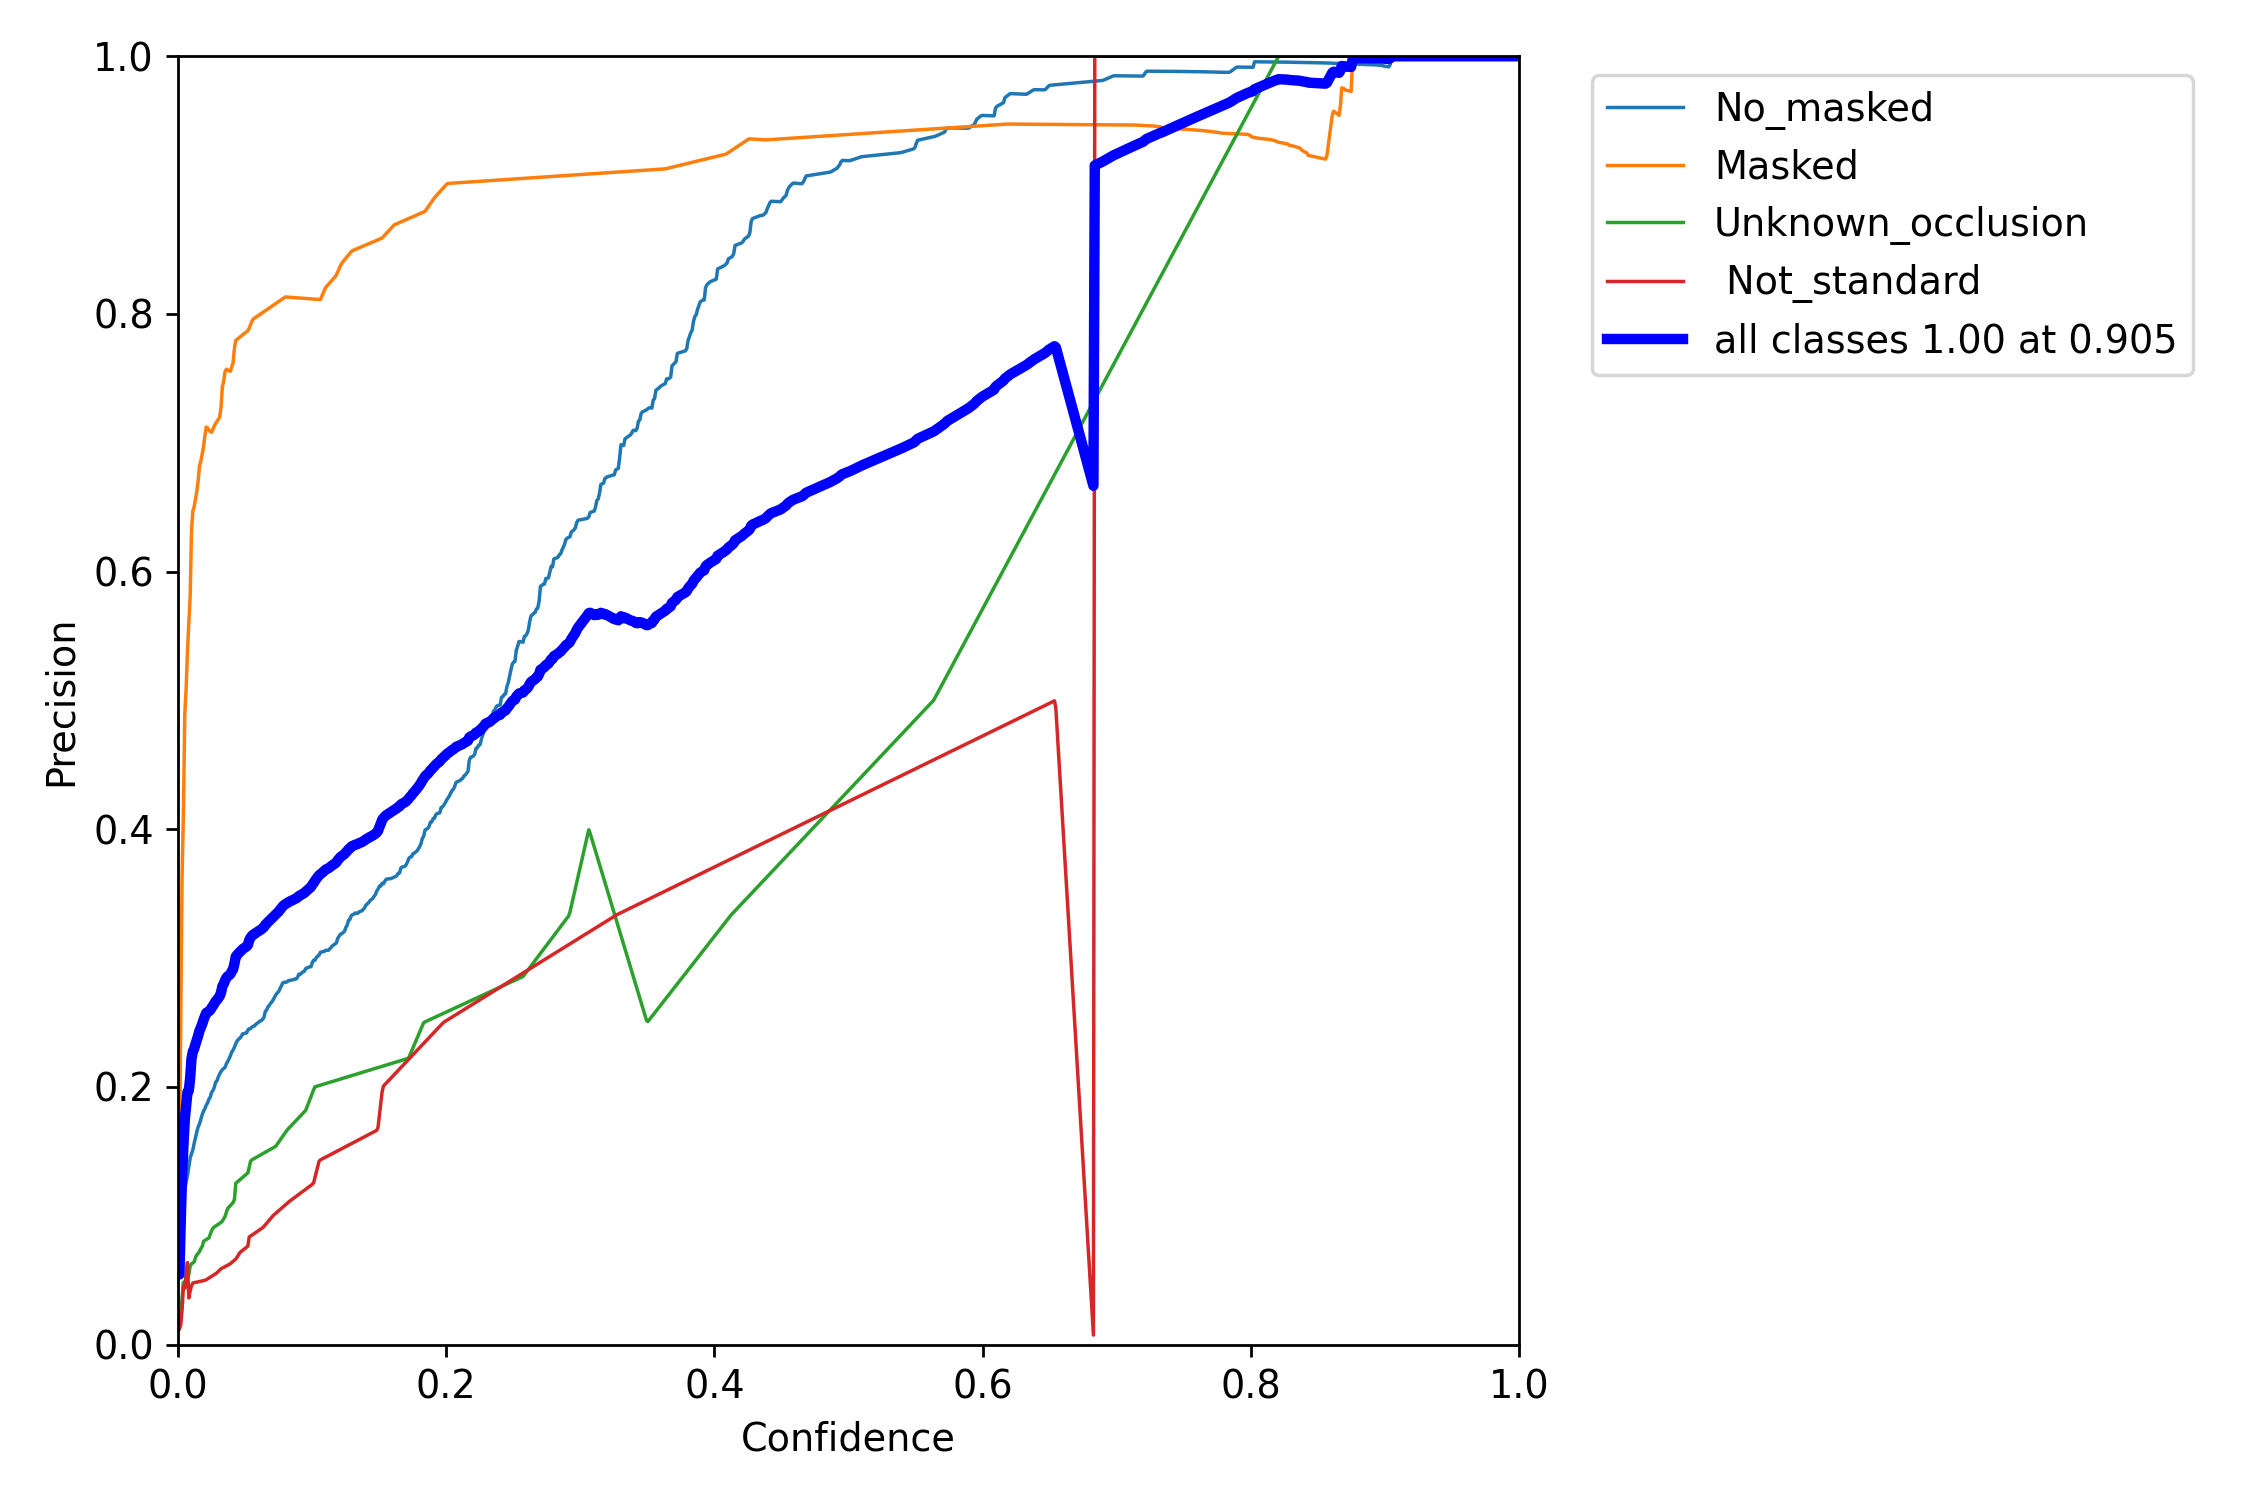 1.0
0.8
0.6
0.4
0.2
0.0
Precision
0.0 0.2 0.4 0.6 0.8 1.0
Confidence
No_masked
Masked
Unknown_occlusion
Not_standard
all classes 1.00 at 0.905